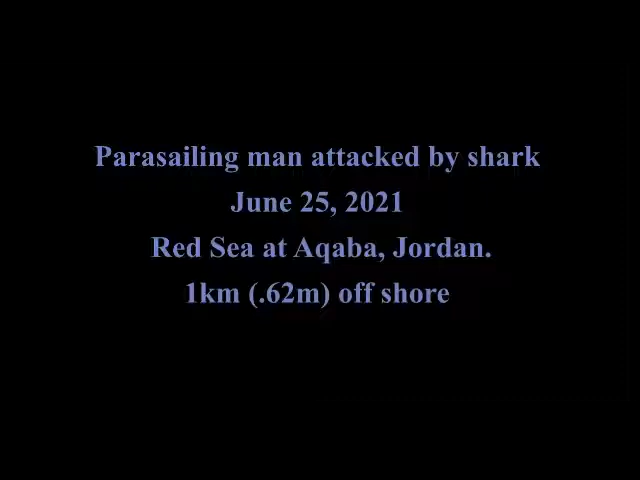 Parasailing man attacked by shark
June 25, 2021
Red Sea at Aqaba, Jordan.
1km (.62m) off shore